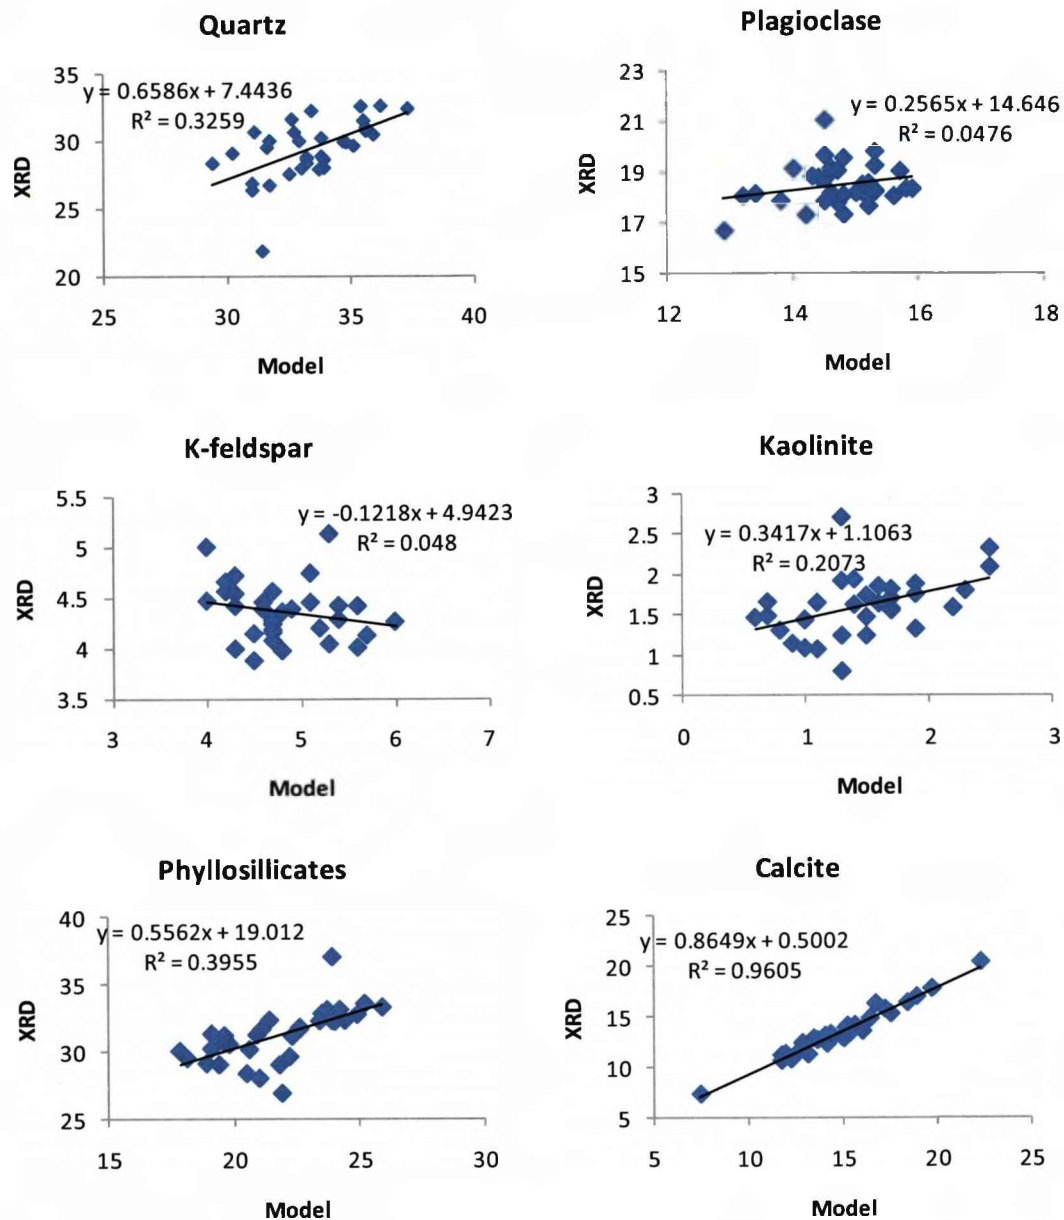 Quartz
35
y = 0.6586x + 7.4436
R² = 0.3259
30
XRD
25
20
25 30 35 40
Model
Plagioclase
23
y = 0.2565x + 14.646
21
R² = 0.0476
XRD
19
17
15
12 14 16 18
Model
K-feldspar
5.5
y = -0.1218x + 4.9423
5
R² = 0.048
XRD
4.5
4
3.5
3 4 5 6 7
Model
Kaolinite
3
2.5
y = 0.3417x + 1.1063
R² = 0.2073
XRD
2
1.5
1
0.5
0 1 2 3
Model
Phyllosillicates
40
y = 0.5562x + 19.012
R² = 0.3955
35
XRD
30
25
15 20 25 30
Model
Calcite
25
y = 0.8649x + 0.5002
R² = 0.9605
20
XRD
15
10
5
5 10 15 20 25
Model